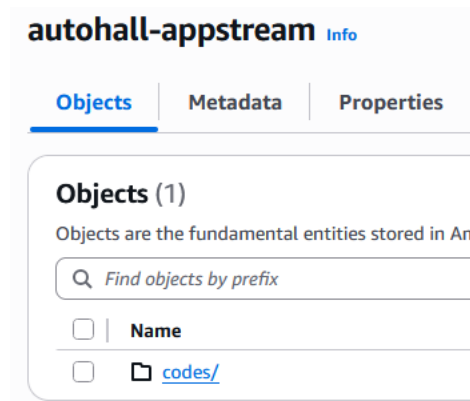 autohall-appstream Info
Objects Metadata Properties
Objects (1)
Objects are the fundamental entities stored in
Find objects by prefix
Name
codes/